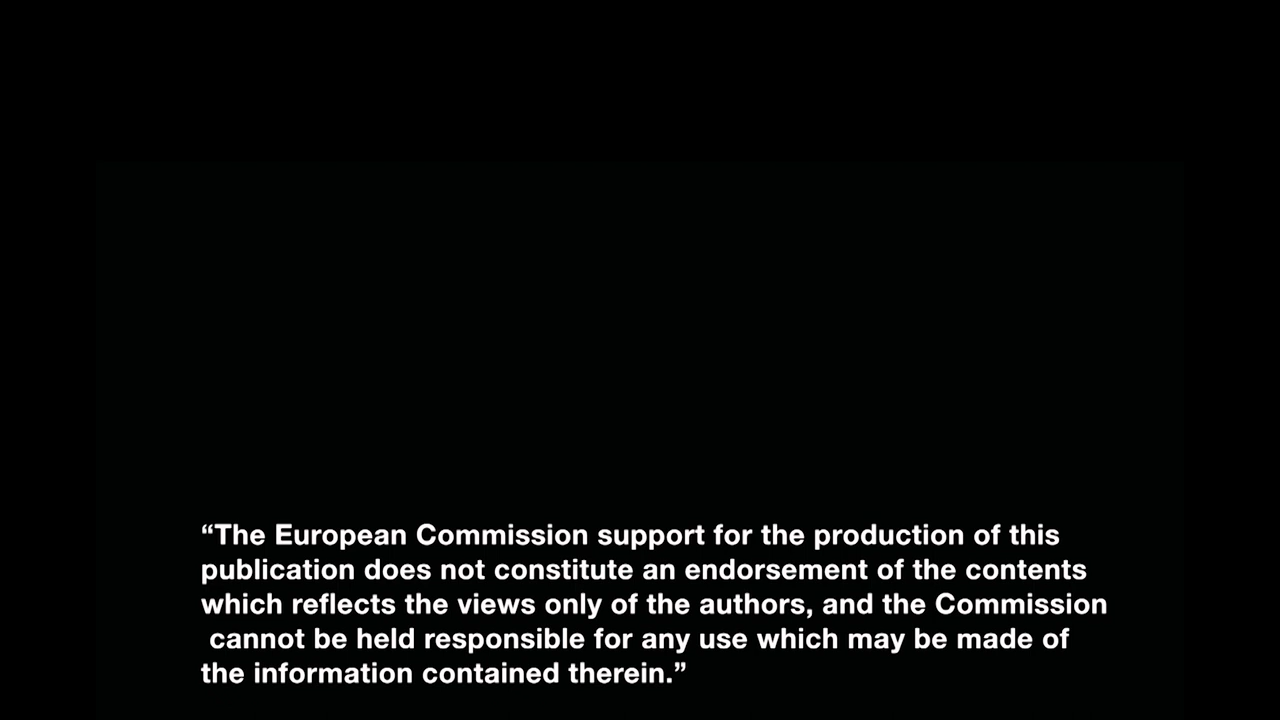 “The European Commission support for the production of this
publication does not constitute an endorsement of the contents
which reflects the views only of the authors, and the Commission
cannot be held responsible for any use which may be made of
the information contained therein.”